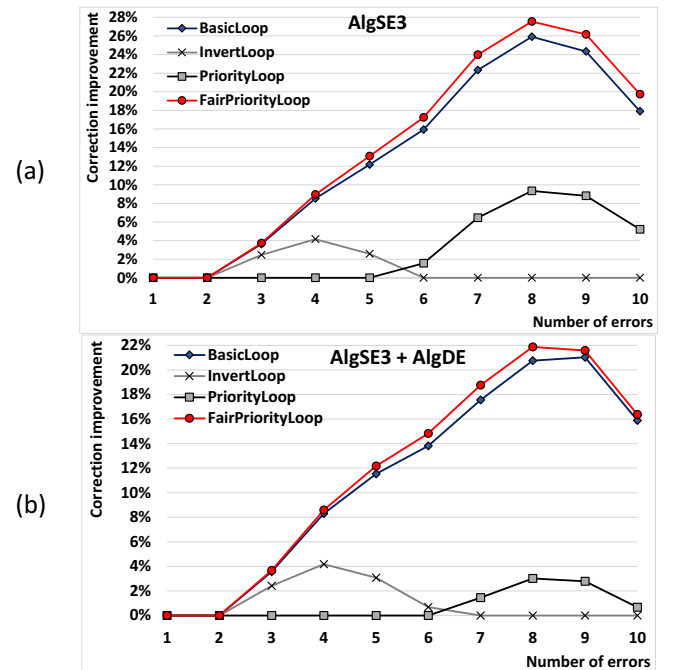 (a)
AlgSE3
Correction improvement
28%
26%
24%
22%
20%
18%
16%
14%
12%
10%
8%
6%
4%
2%
0%
BasicLoop
InvertLoop
PriorityLoop
FairPriorityLoop
1 2 3 4 5 6 7 8 9 10
Number of errors
(b)
AlgSE3 + AlgDE
Correction improvement
22%
20%
18%
16%
14%
12%
10%
8%
6%
4%
2%
0%
BasicLoop
InvertLoop
PriorityLoop
FairPriorityLoop
1 2 3 4 5 6 7 8 9 10
Number of errors